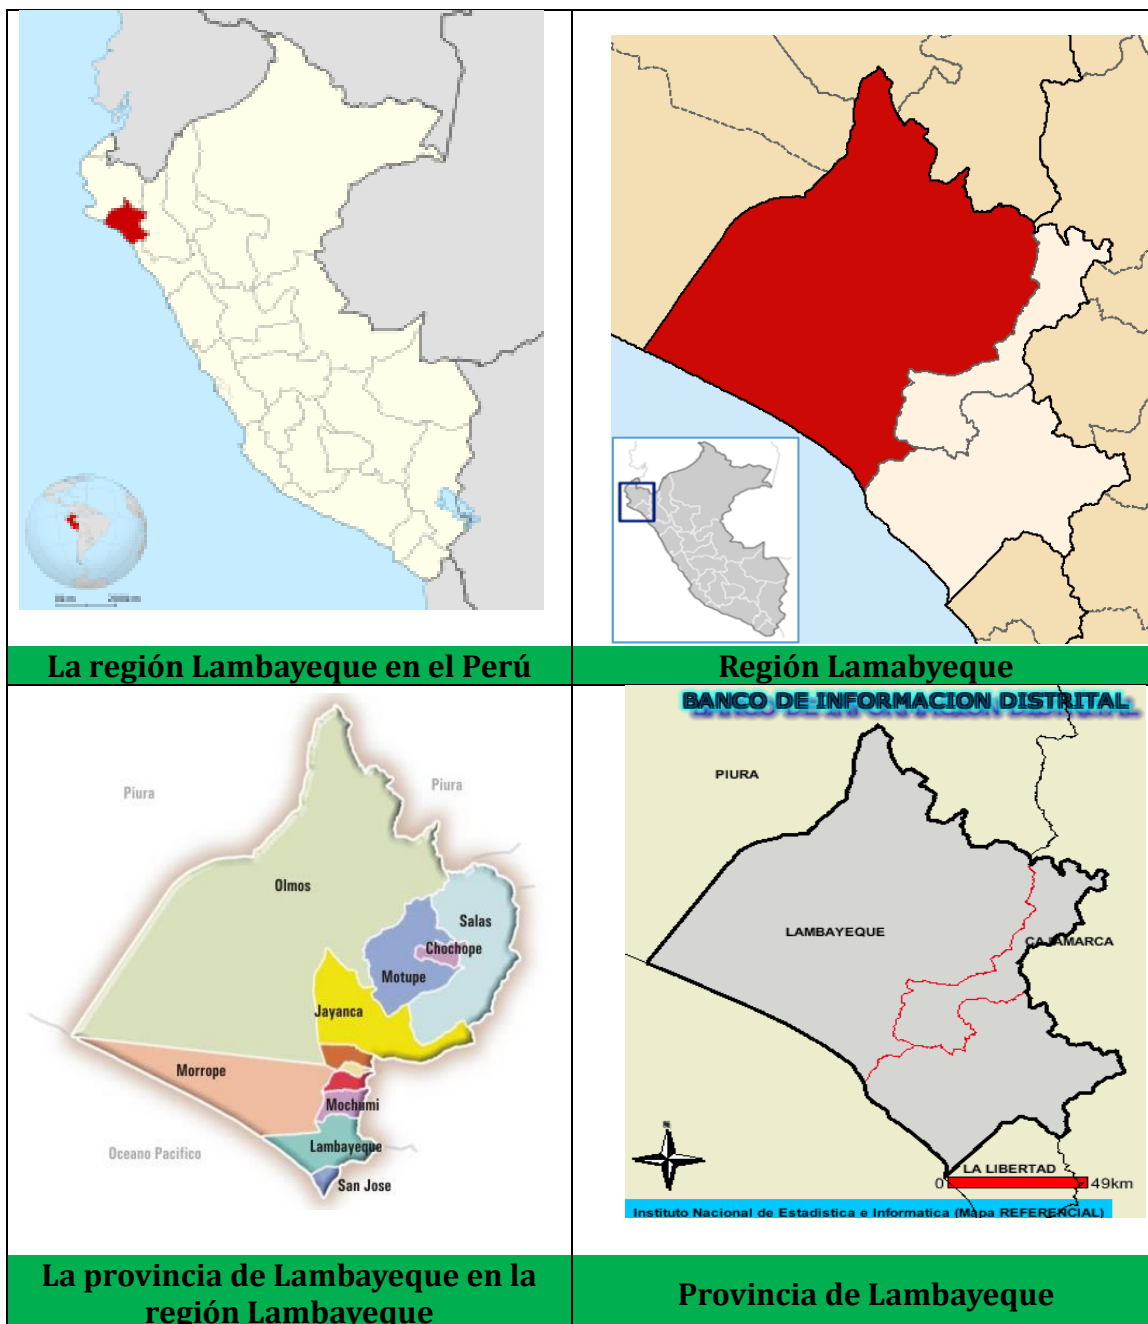 La región Lambayeque en el Perú
Región Lamabyeque
Piura
Piura
Olmos
Salas
Chochope
Motupe
Jayanca
Morrope
Mochumi
Lambayeque
Oceano Pacifico
San Jose
BANCO DE INFORMACION DISTRITAL
PIURA
LAMBAYEQUE
CAJAMARCA
N
LA LIBERTAD
0
49km
Instituto Nacional de Estadistica e Informatica (Mapa REFERENCIAL)
La provincia de Lambayeque en la
región Lambayeque
Provincia de Lambayeque